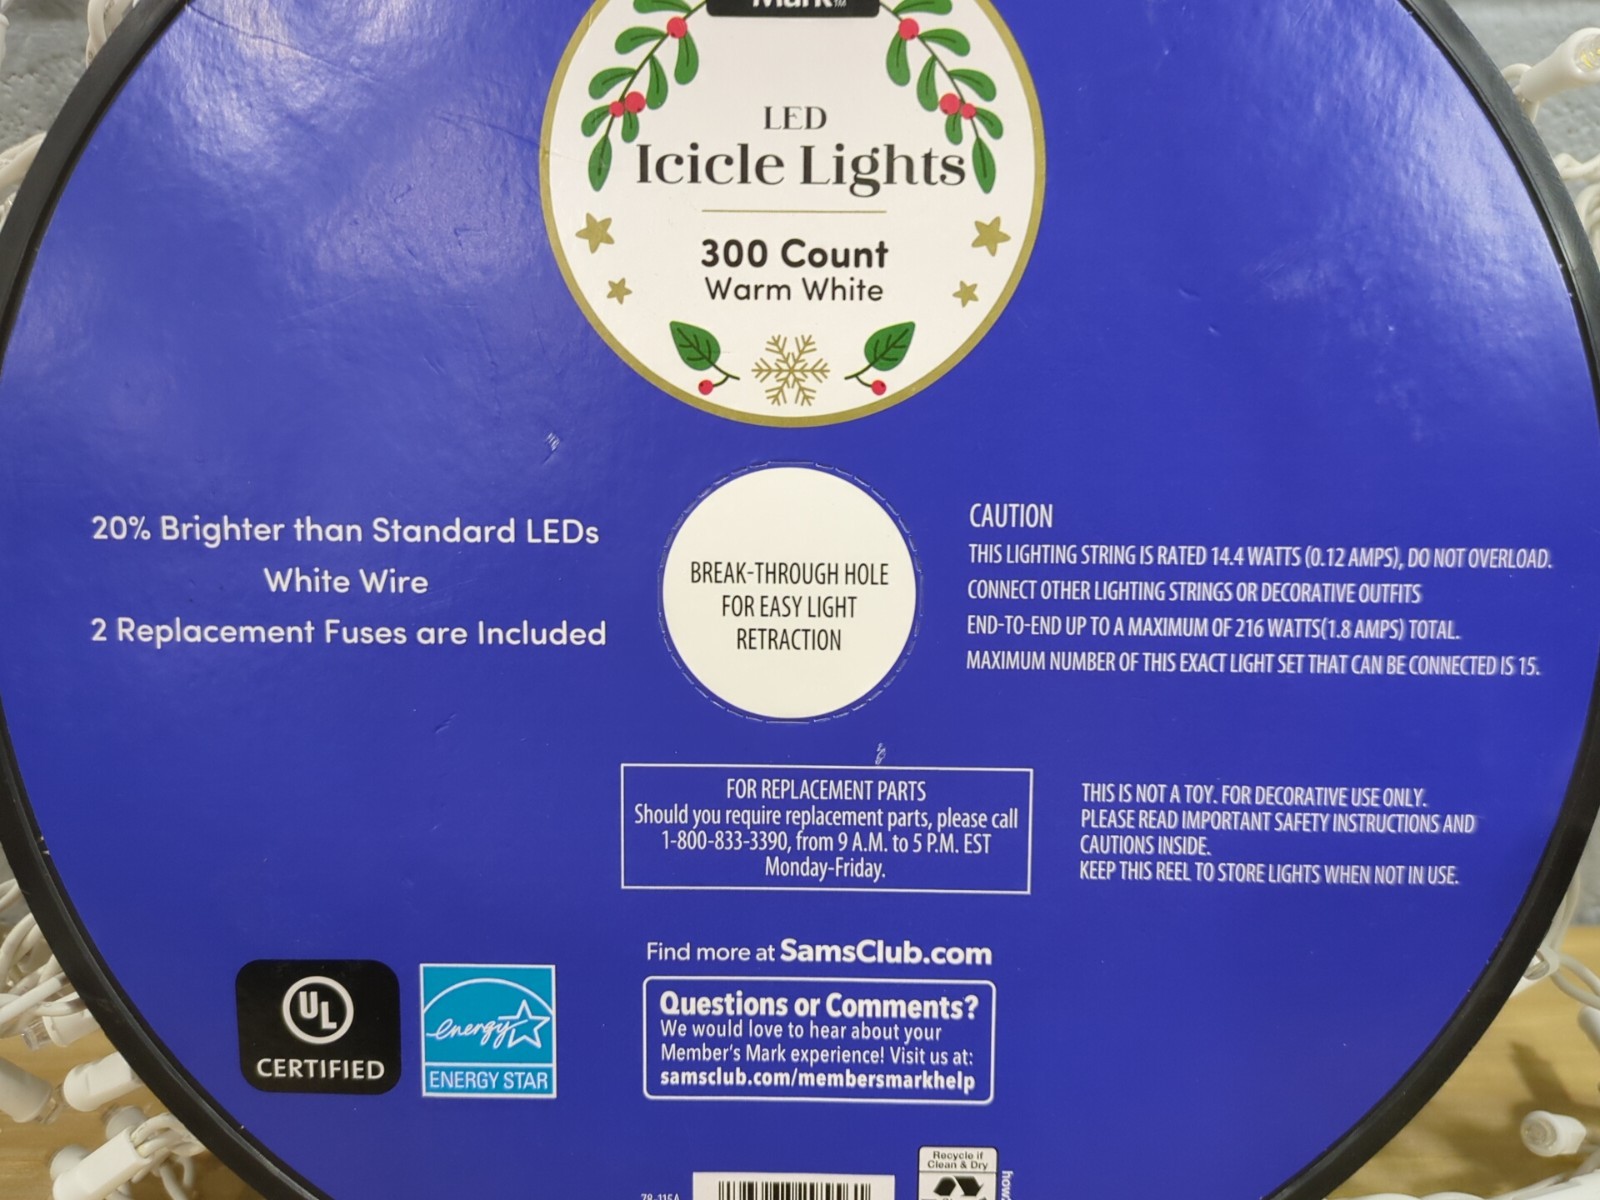 Mark™
LED
Icicle Lights
300 Count
Warm White
20% Brighter than Standard LEDs
White Wire
2 Replacement Fuses are Included
BREAK-THROUGH HOLE
FOR EASY LIGHT
RETRACTION
CAUTION
THIS LIGHTING STRING IS RATED 14.4 WATTS (0.12 AMPS), DO NOT OVERLOAD.
CONNECT OTHER LIGHTING STRINGS OR DECORATIVE OUTFITS
END-TO-END UP TO A MAXIMUM OF 216 WATTS(1.8 AMPS) TOTAL.
MAXIMUM NUMBER OF THIS EXACT LIGHT SET THAT CAN BE CONNECTED IS 15.
FOR REPLACEMENT PARTS
Should you require replacement parts, please call
1-800-833-3390, from 9 A.M. to 5 P.M. EST
Monday-Friday.
THIS IS NOT A TOY. FOR DECORATIVE USE ONLY.
PLEASE READ IMPORTANT SAFETY INSTRUCTIONS AND
CAUTIONS INSIDE.
KEEP THIS REEL TO STORE LIGHTS WHEN NOT IN USE.
UL
CERTIFIED
energy
ENERGY STAR
Find more at SamsClub.com
Questions or Comments?
We would love to hear about your
Member's Mark experience! Visit us at:
samsclub.com/membersmarkhelp
Recycle if
Clean & Dry